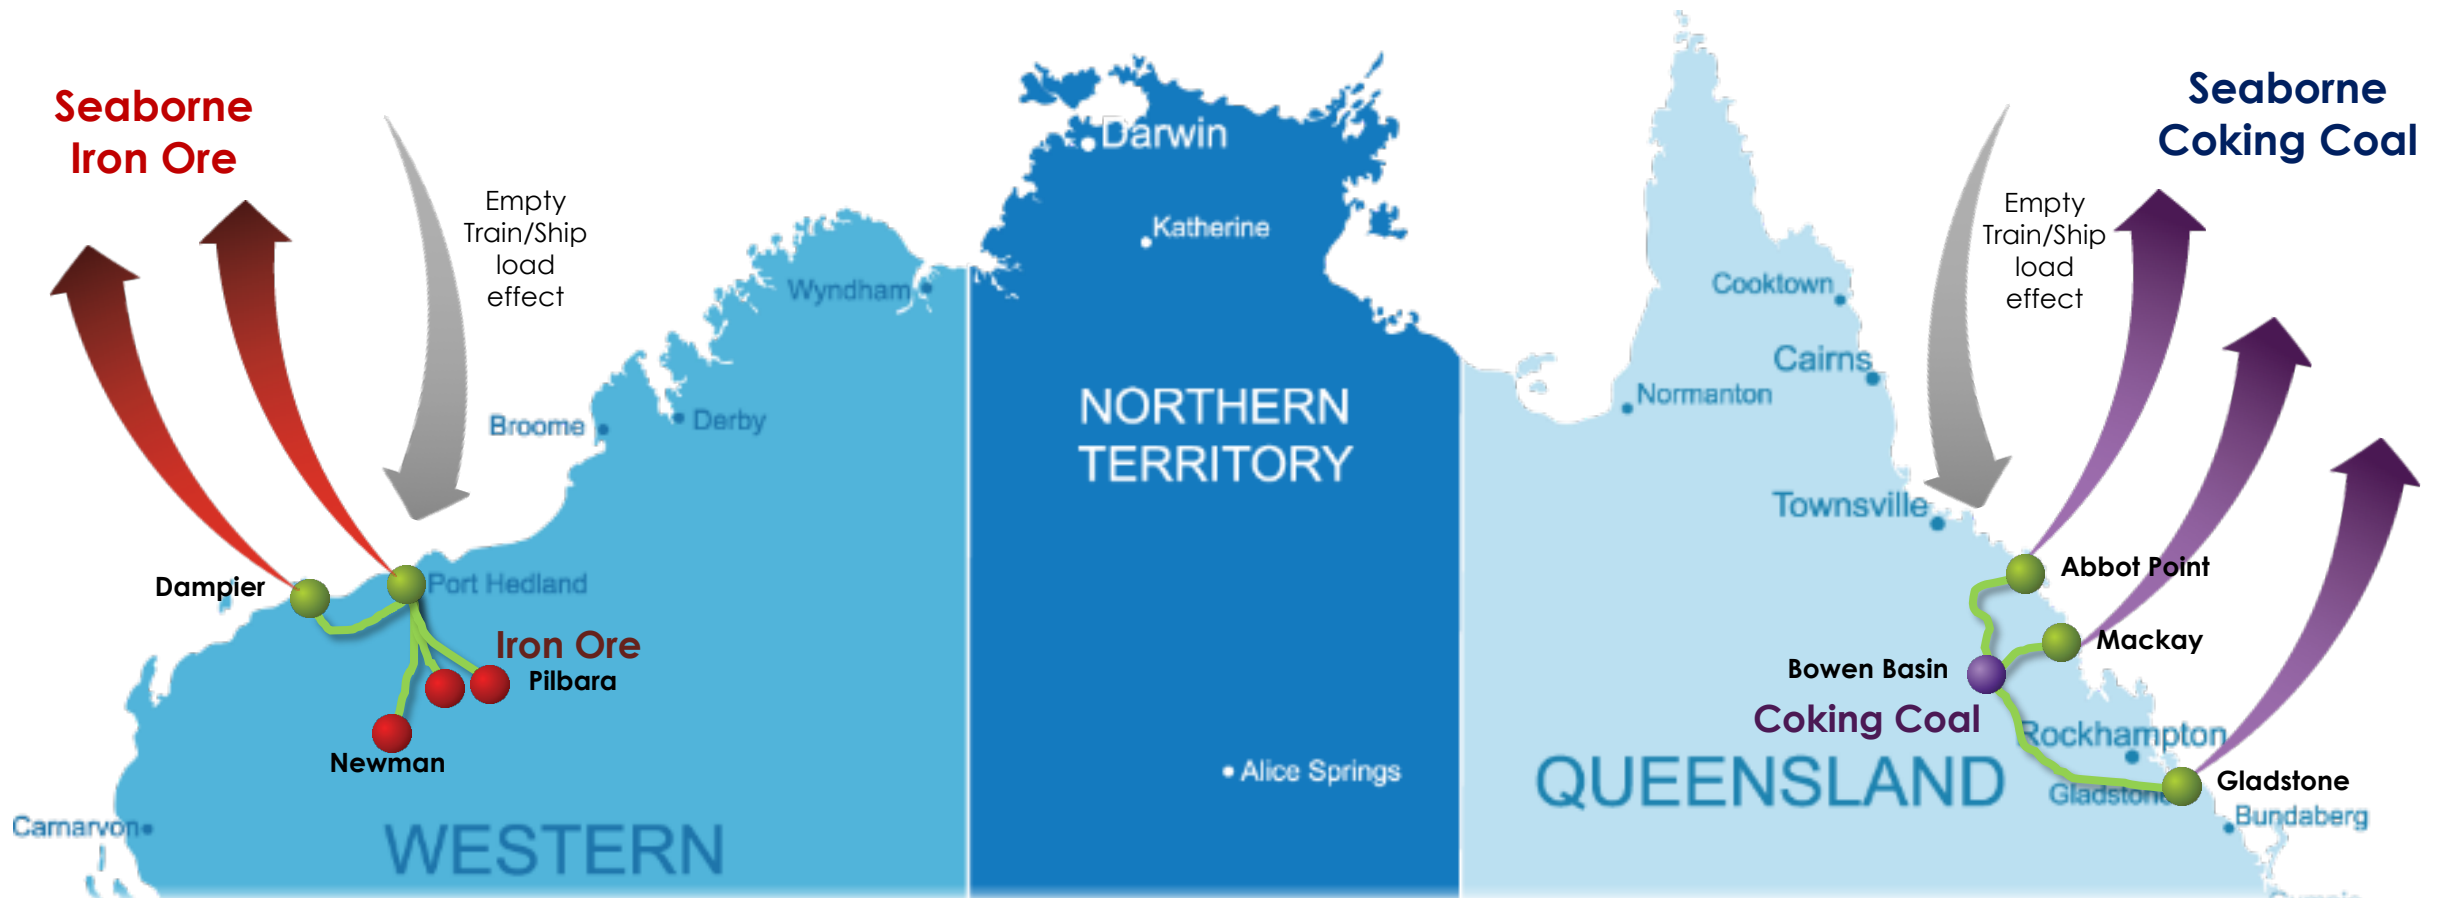 Seaborne
Iron Ore
Empty
Train/Ship
load
effect
Darwin
Katherine
Wyndham
Broome
Derby
NORTHERN
TERRITORY
Alice Springs
Dampier
Port Hedland
Iron Ore
Pilbara
Newman
Carnarvon
WESTERN
Seaborne
Coking Coal
Empty
Train/Ship
load
effect
Cooktown
Cairns
Normanton
Townsville
Abbot Point
Mackay
Bowen Basin
Coking Coal
Rockhampton
QUEENSLAND
Gladstone
Gladstone
Bundaberg